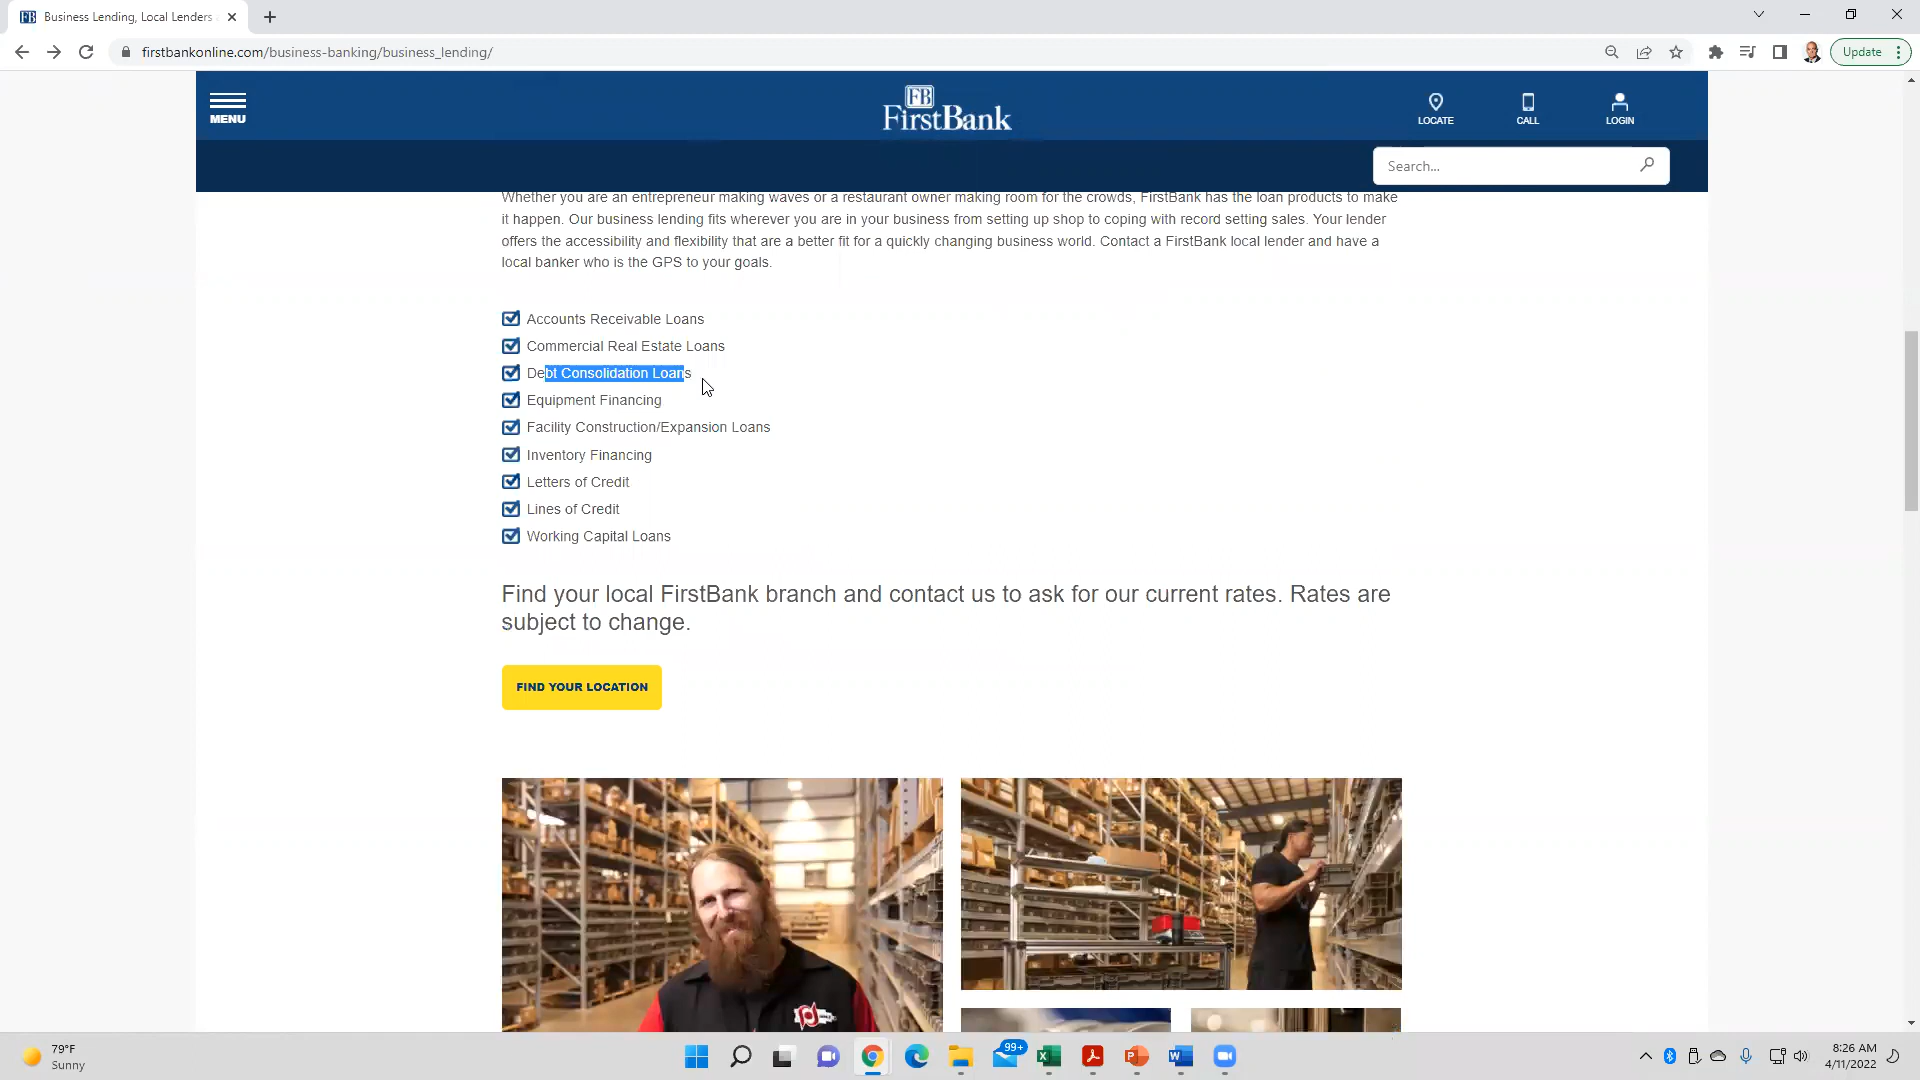 Business Lending, Local Lenders
firstbankonline.com/business-banking/business_lending/
Update
MENU
FB
FirstBank
LOCATE
CALL
LOGIN
Search...
Whether you are an entrepreneur making waves or a restaurant owner making room for the crowds, FirstBank has the loan products to make
it happen. Our business lending fits wherever you are in your business from setting up shop to coping with record setting sales. Your lender
offers the accessibility and flexibility that are a better fit for a quickly changing business world. Contact a FirstBank local lender and have a
local banker who is the GPS to your goals.
Accounts Receivable Loans
Commercial Real Estate Loans
Debt Consolidation Loans
Equipment Financing
Facility Construction/Expansion Loans
Inventory Financing
Letters of Credit
Lines of Credit
Working Capital Loans
Find your local FirstBank branch and contact us to ask for our current rates. Rates are
subject to change.
FIND YOUR LOCATION
79°F
Sunny
99+
8:26 AM
4/11/2022